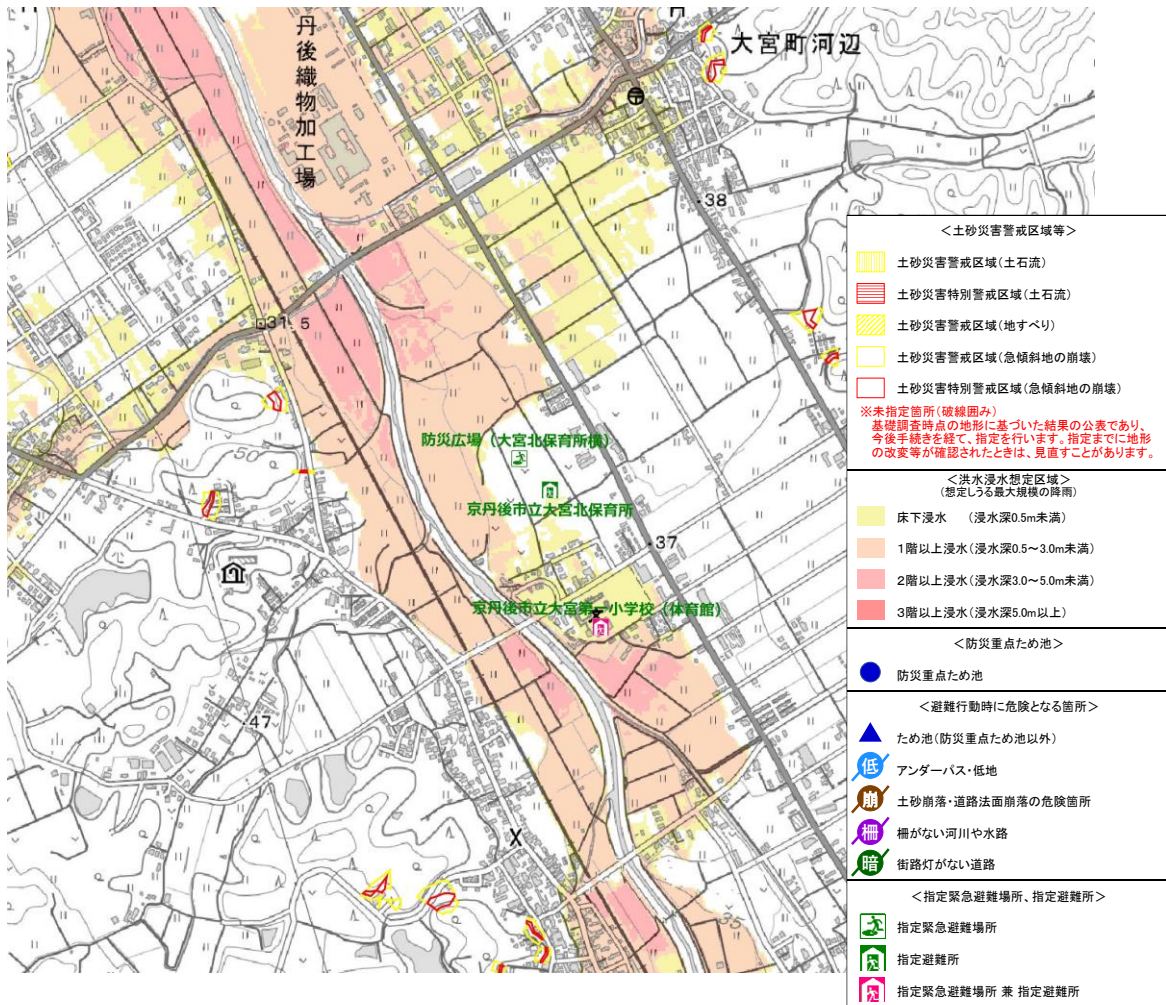 丹後織物加工場
大宮町河辺
38
31.5
50
防災広場(大宮北保育所横)
京丹後市立大宮北保育所
37
京丹後市立大宮第一小学校(体育館)
47
35
<土砂災害警戒区域等>
土砂災害警戒区域(土石流)
土砂災害特別警戒区域(土石流)
土砂災害警戒区域(地すべり)
土砂災害警戒区域(急傾斜地の崩壊)
土砂災害特別警戒区域(急傾斜地の崩壊)
※未指定箇所(破線囲み)
基礎調査時点の地形に基づいた結果の公表であり、
今後手続きを経て、指定を行います。指定までに地形
の改変等が確認されたときは、見直すことがあります。
<洪水浸水想定区域>
(想定しうる最大規模の降雨)
床下浸水 (浸水深0.5m未満)
1階以上浸水(浸水深0.5~3.0m未満)
2階以上浸水(浸水深3.0~5.0m未満)
3階以上浸水(浸水深5.0m以上)
<防災重点ため池>
防災重点ため池
<避難行動時に危険となる箇所>
ため池(防災重点ため池以外)
低 アンダーパス・低地
崩 土砂崩落・道路法面崩落の危険箇所
柵 柵がない河川や水路
暗 街路灯がない道路
<指定緊急避難場所、指定避難所>
指定緊急避難場所
指定避難所
指定緊急避難場所 兼 指定避難所